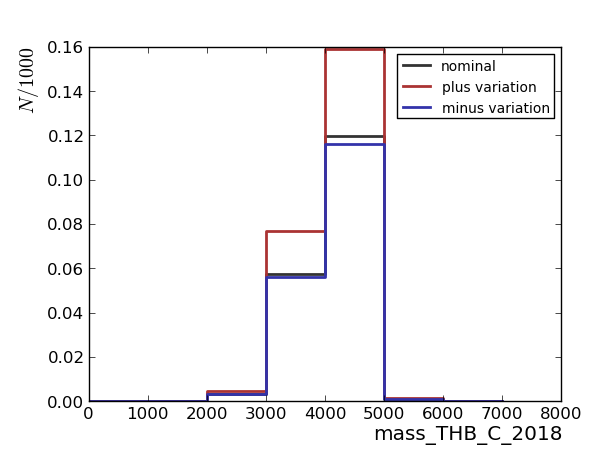 N/1000
0.16
0.14
0.12
0.10
0.08
0.06
0.04
0.02
0.00
nominal
plus variation
minus variation
0 1000 2000 3000 4000 5000 6000 7000 8000
mass_THB_C_2018